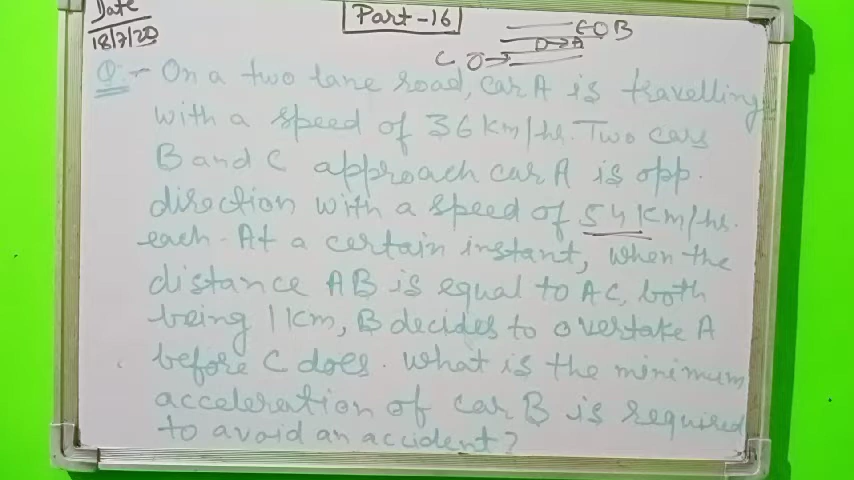 Date
18/7/20
Part-16
B
D→A
C
Q:- On a two lane road, car A is travelling
with a speed of 36 Km/hr. Two cars
B and C approach car A is opp.
direction with a speed of 54 Km/hr.
each. At a certain instant, when the
distance AB is equal to AC, both
being 1 Km, B decides to overtake A
before C does. What is the minimum
acceleration of car B is required
to avoid an accident?